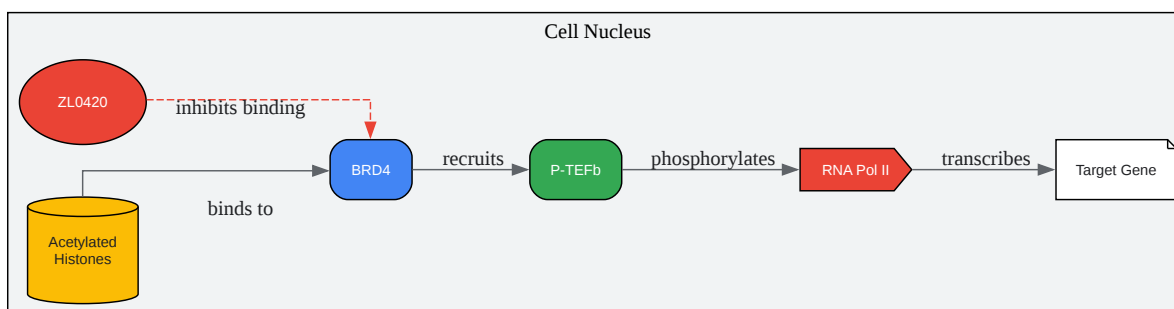 Cell Nucleus
ZL0420
inhibits binding
BRD4
recruits
P-TEFb
phosphorylates
RNA Pol II
transcribes
Target Gene
binds to
Acetylated
Histones